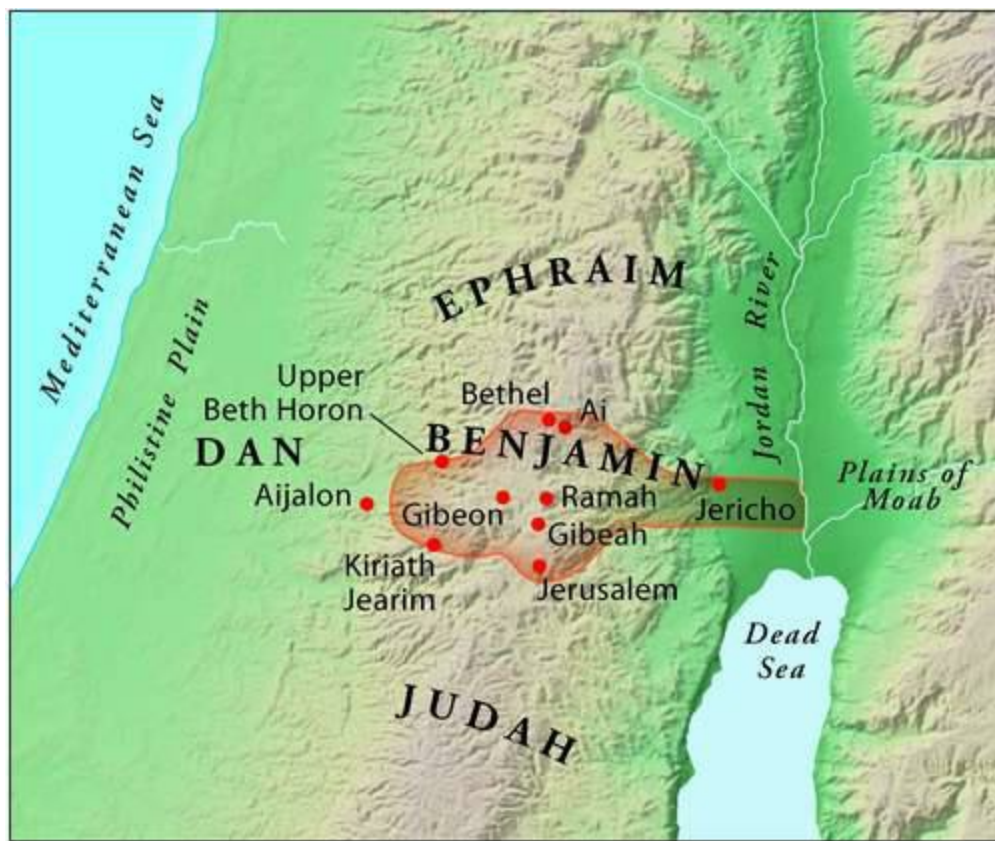 Mediterranean Sea
Philistine Plain
EPHRAIM
Jordan River
Upper
Beth Horon
Bethel
Ai
DAN
BENJAMIN
Plains of
Moab
Aijalon
Gibeon
Ramah
Jericho
Gibeah
Kiriath
Jearim
Jerusalem
Dead
Sea
JUDAH